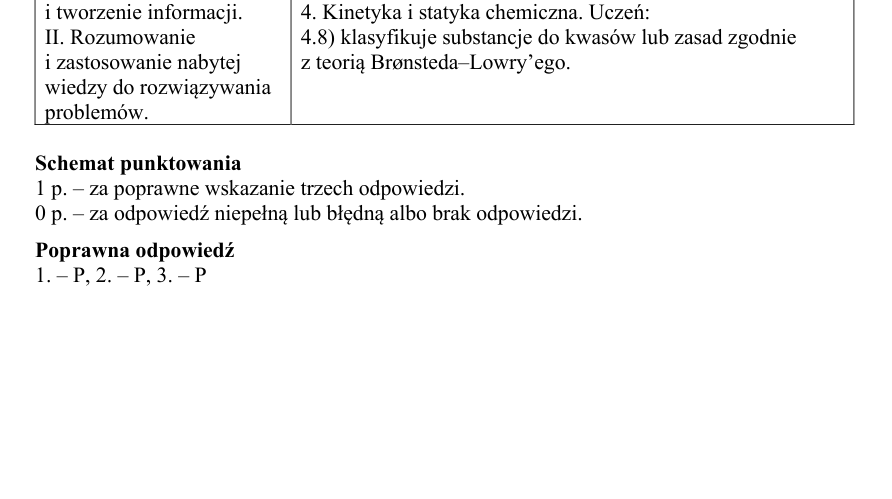 i tworzenie informacji.
II. Rozumowanie
i zastosowanie nabytej
wiedzy do rozwiązywania
problemów.
4. Kinetyka i statyka chemiczna. Uczeń:
4.8) klasyfikuje substancje do kwasów lub zasad zgodnie
z teorią Brønsteda–Lowry’ego.
Schemat punktowania
1 p. – za poprawne wskazanie trzech odpowiedzi.
0 p. – za odpowiedź niepełną lub błędną albo brak odpowiedzi.
Poprawna odpowiedź
1. – P, 2. – P, 3. – P